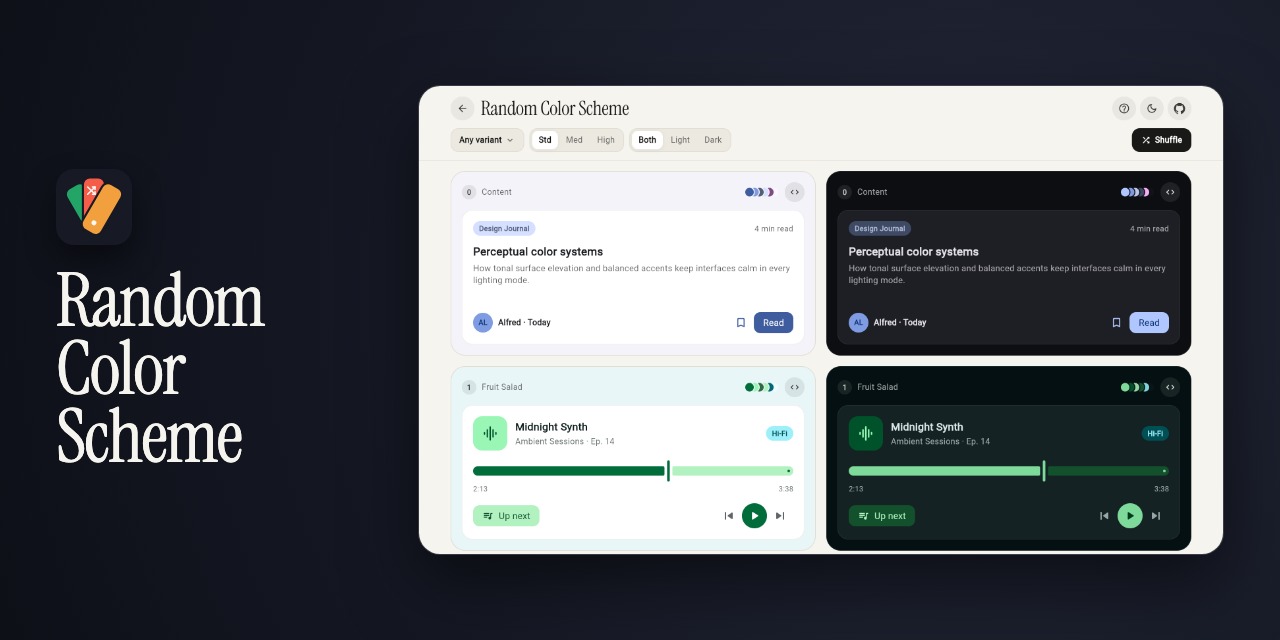 Random
Color
Scheme
Random Color Scheme
Any variant
Std Med High
Both Light Dark
Shuffle
0 Content
Design Journal
4 min read
Perceptual color systems
How tonal surface elevation and balanced accents keep interfaces calm in every
lighting mode.
AL Alfred · Today
Read
0 Content
Design Journal
4 min read
Perceptual color systems
How tonal surface elevation and balanced accents keep interfaces calm in every
lighting mode.
AL Alfred · Today
Read
1 Fruit Salad
Midnight Synth
Ambient Sessions · Ep. 14
Hi-Fi
2:13 3:38
Up next
1 Fruit Salad
Midnight Synth
Ambient Sessions · Ep. 14
Hi-Fi
2:13 3:38
Up next